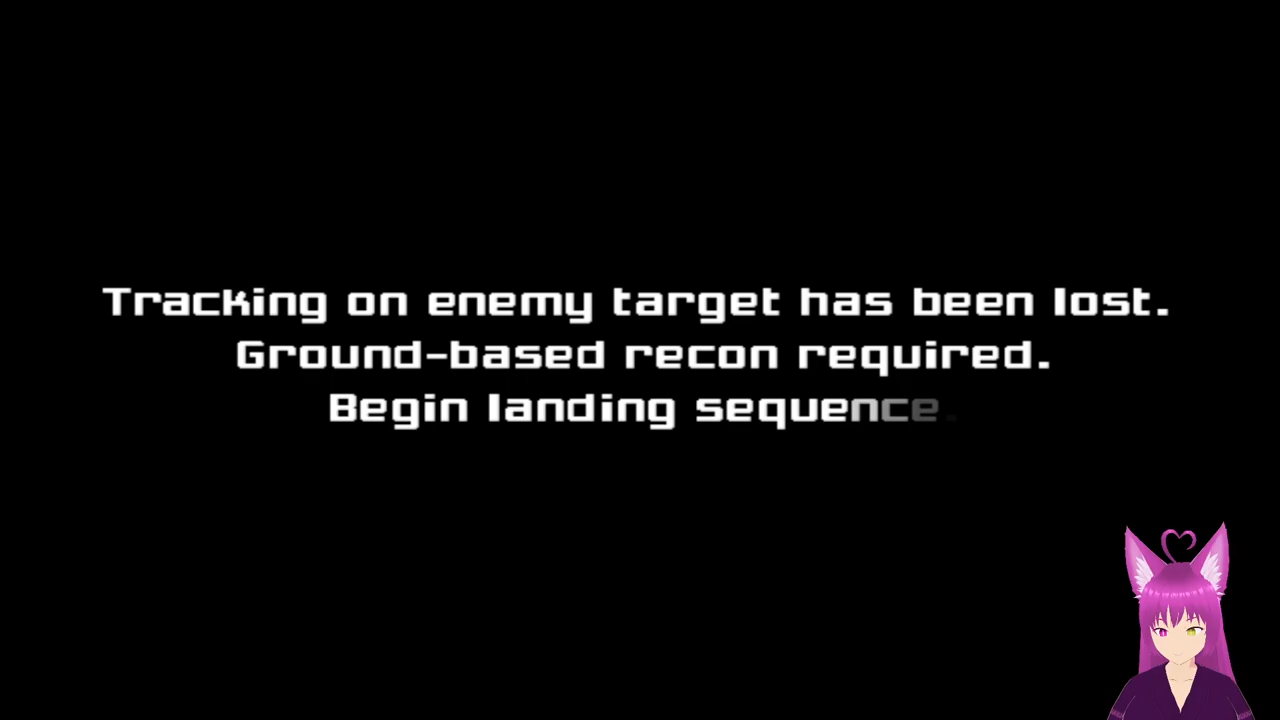 Tracking on enemy target has been lost.
Ground-based recon required.
Begin landing sequence.